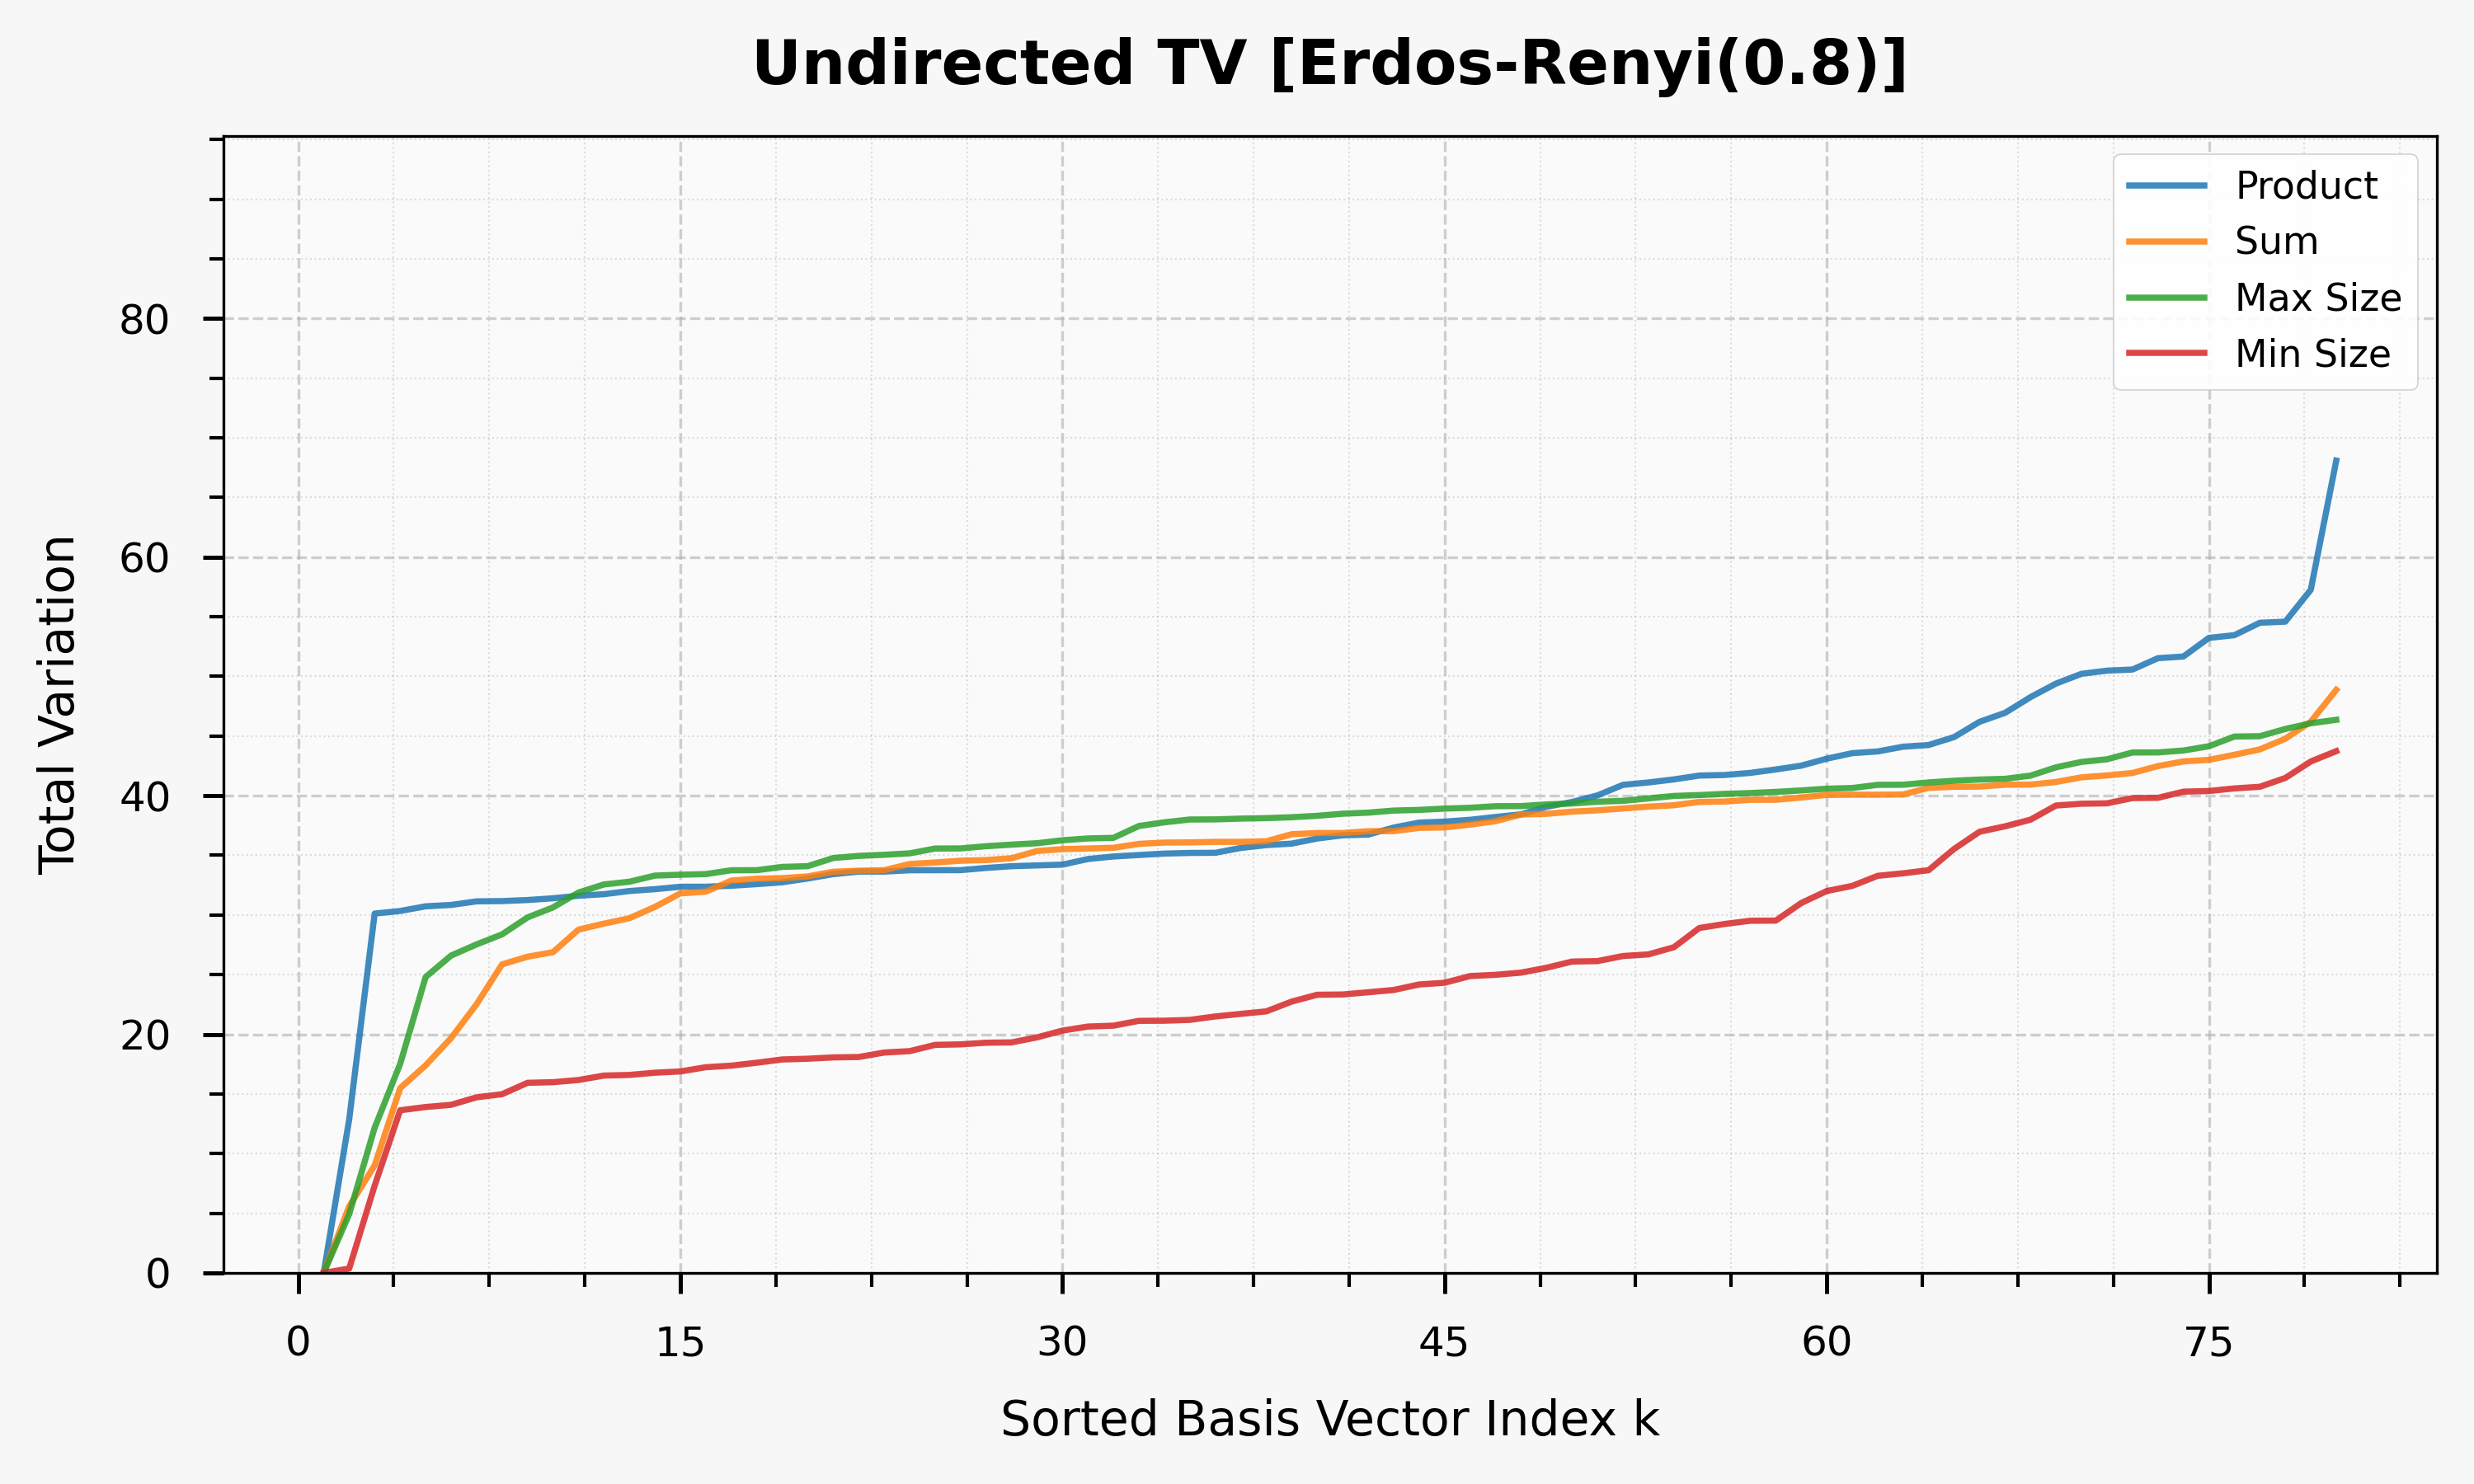 Undirected TV [Erdos-Renyi(0.8)]
Product
Sum
Max Size
Min Size
Total Variation
80
60
40
20
0
0 15 30 45 60 75
Sorted Basis Vector Index k